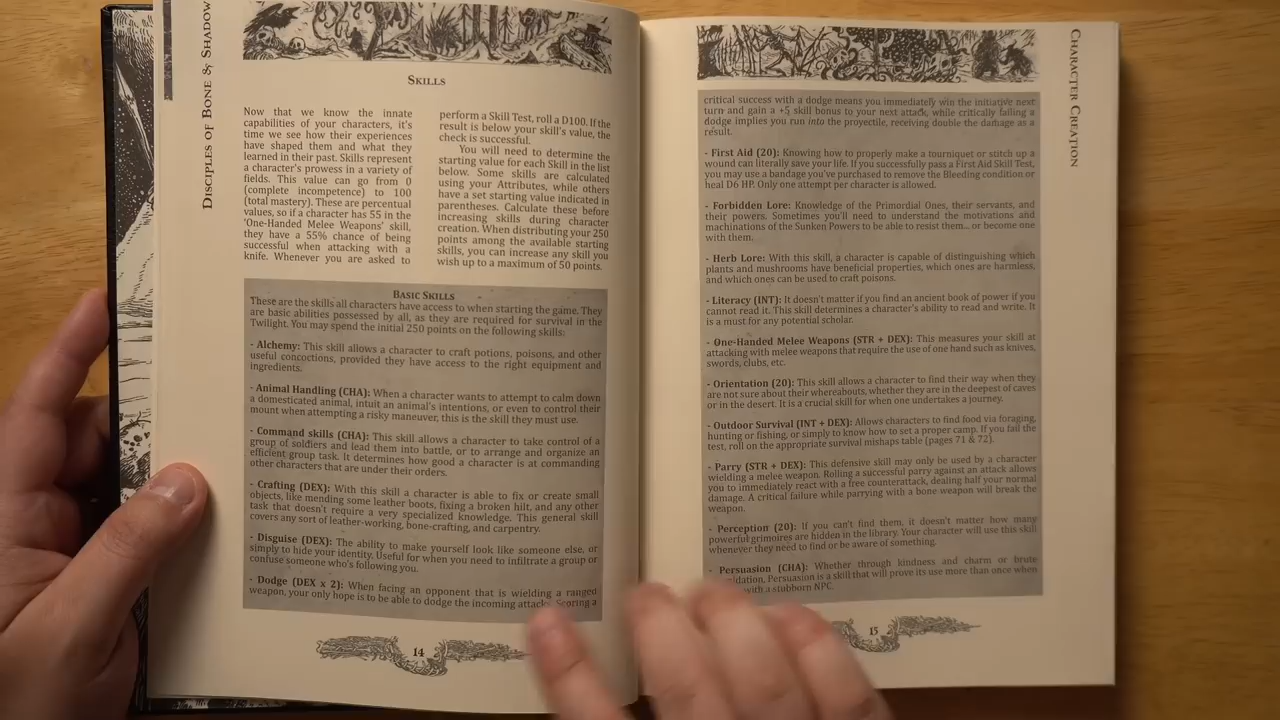 DISCIPLES OF BONE & SHADOW
SKILLS
Now that we know the innate
capabilities of your characters, it's
time we see how their experiences
have shaped them and what they
learned in their past. Skills represent
a character's prowess in a variety of
fields. This value can go from 0
(complete incompetence) to 100
(total mastery). These are percentual
values, so if a character has 55 in the
'One-Handed Melee Weapons' skill,
they have a 55% chance of being
successful when attacking with a
knife. Whenever you are asked to
perform a Skill Test, roll a D100. If the
result is below your skill's value, the
check is successful.
You will need to determine the
starting value for each Skill in the list
below. Some skills are calculated
using your Attributes, while others
have a set starting value indicated in
parentheses. Calculate these before
increasing skills during character
creation. When distributing your 250
points among the available starting
skills, you can increase any skill you
wish up to a maximum of 50 points.
BASIC SKILLS
These are the skills all characters have access to when starting the game. They
are basic abilities possessed by all, as they are required for survival in the
Twilight. You may spend the initial 250 points on the following skills:
- Alchemy: This skill allows a character to craft potions, poisons, and other
useful concoctions, provided they have access to the right equipment and
ingredients.
- Animal Handling (CHA): When a character wants to attempt to calm down
a domesticated animal, intuit an animal's intentions, or even to control their
mount when attempting a risky maneuver, this is the skill they must use.
- Command skills (CHA): This skill allows a character to take control of a
group of soldiers and lead them into battle, or to arrange and organize an
efficient group task. It determines how good a character is at commanding
other characters that are under their orders.
- Crafting (DEX): With this skill a character is able to fix or create small
objects, like mending some leather boots, fixing a broken hilt, and any other
task that doesn't require a very specialized knowledge. This general skill
covers any sort of leather-working, bone-crafting, and carpentry.
- Disguise (DEX): The ability to make yourself look like someone else, or
simply to hide your identity. Useful for when you need to infiltrate a group or
confuse someone who's following you.
- Dodge (DEX x 2): When facing an opponent that is wielding a ranged
weapon, your only hope is to be able to dodge the incoming attack. Scoring a
14
CHARACTER CREATION
critical success with a dodge means you immediately win the initiative next
turn and gain a +5 skill bonus to your next attack, while critically failing a
dodge implies you run into the proyectile, receiving double the damage as a
result.
- First Aid (20): Knowing how to properly make a tourniquet or stitch up a
wound can literally save your life. If you successfully pass a First Aid Skill Test,
you may use a bandage you've purchased to remove the Bleeding condition or
heal D6 HP. Only one attempt per character is allowed.
- Forbidden Lore: Knowledge of the Primordial Ones, their servants, and
their powers. Sometimes you'll need to understand the motivations and
machinations of the Sunken Powers to be able to resist them... or become one
with them.
- Herb Lore: With this skill, a character is capable of distinguishing which
plants and mushrooms have beneficial properties, which ones are harmless,
and which ones can be used to craft poisons.
- Literacy (INT): It doesn't matter if you find an ancient book of power if you
cannot read it. This skill determines a character's ability to read and write. It
is a must for any potential scholar.
- One-Handed Melee Weapons (STR + DEX): This measures your skill at
attacking with melee weapons that require the use of one hand such as knives,
swords, clubs, etc.
- Orientation (20): This skill allows a character to find their way when they
are not sure about their whereabouts, whether they are in the deepest of caves
or in the desert. It is a crucial skill for when one undertakes a journey.
- Outdoor Survival (INT + DEX): Allows characters to find food via foraging,
hunting or fishing, or simply to know how to set a proper camp. If you fail the
test, roll on the appropriate survival mishaps table (pages 71 & 72).
- Parry (STR + DEX): This defensive skill may only be used by a character
wielding a melee weapon. Rolling a successful parry against an attack allows
you to immediately react with a free counterattack, dealing half your normal
damage. A critical failure while parrying with a bone weapon will break the
weapon.
- Perception (20): If you can't find them, it doesn't matter how many
powerful grimoires are hidden in the library. Your character will use this skill
whenever they need to find or be aware of something.
- Persuasion (CHA): Whether through kindness and charm or brute
Persuasion is a skill that will prove its use more than once when
with a stubborn NPC.
15